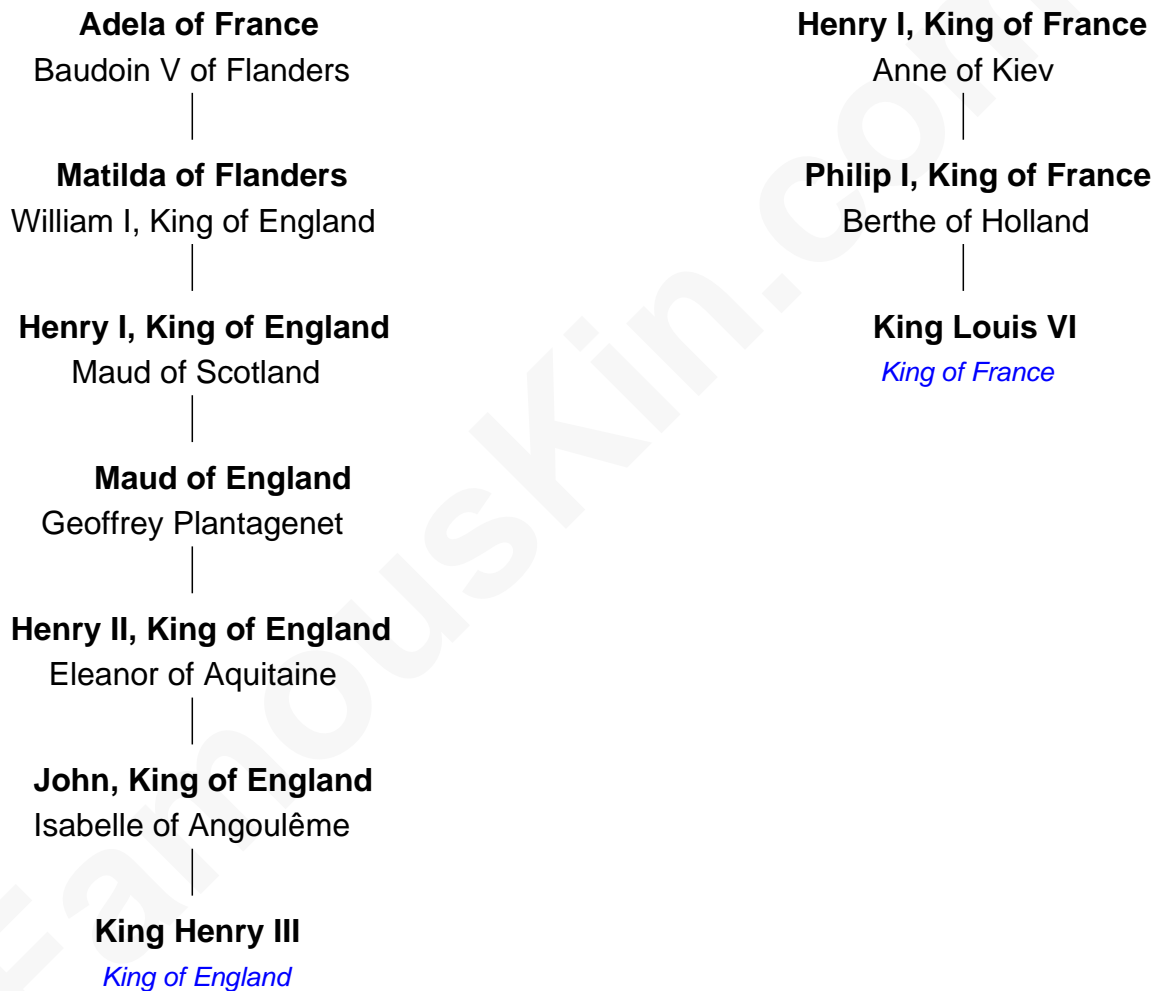 Adela of France
Baudoin V of Flanders
Matilda of Flanders
William I, King of England
Henry I, King of England
Maud of Scotland
Maud of England
Geoffrey Plantagenet
Henry II, King of England
Eleanor of Aquitaine
John, King of England
Isabelle of Angoulême
King Henry III
King of England
Henry I, King of France
Anne of Kiev
Philip I, King of France
Berthe of Holland
King Louis VI
King of France
FamousKin.com